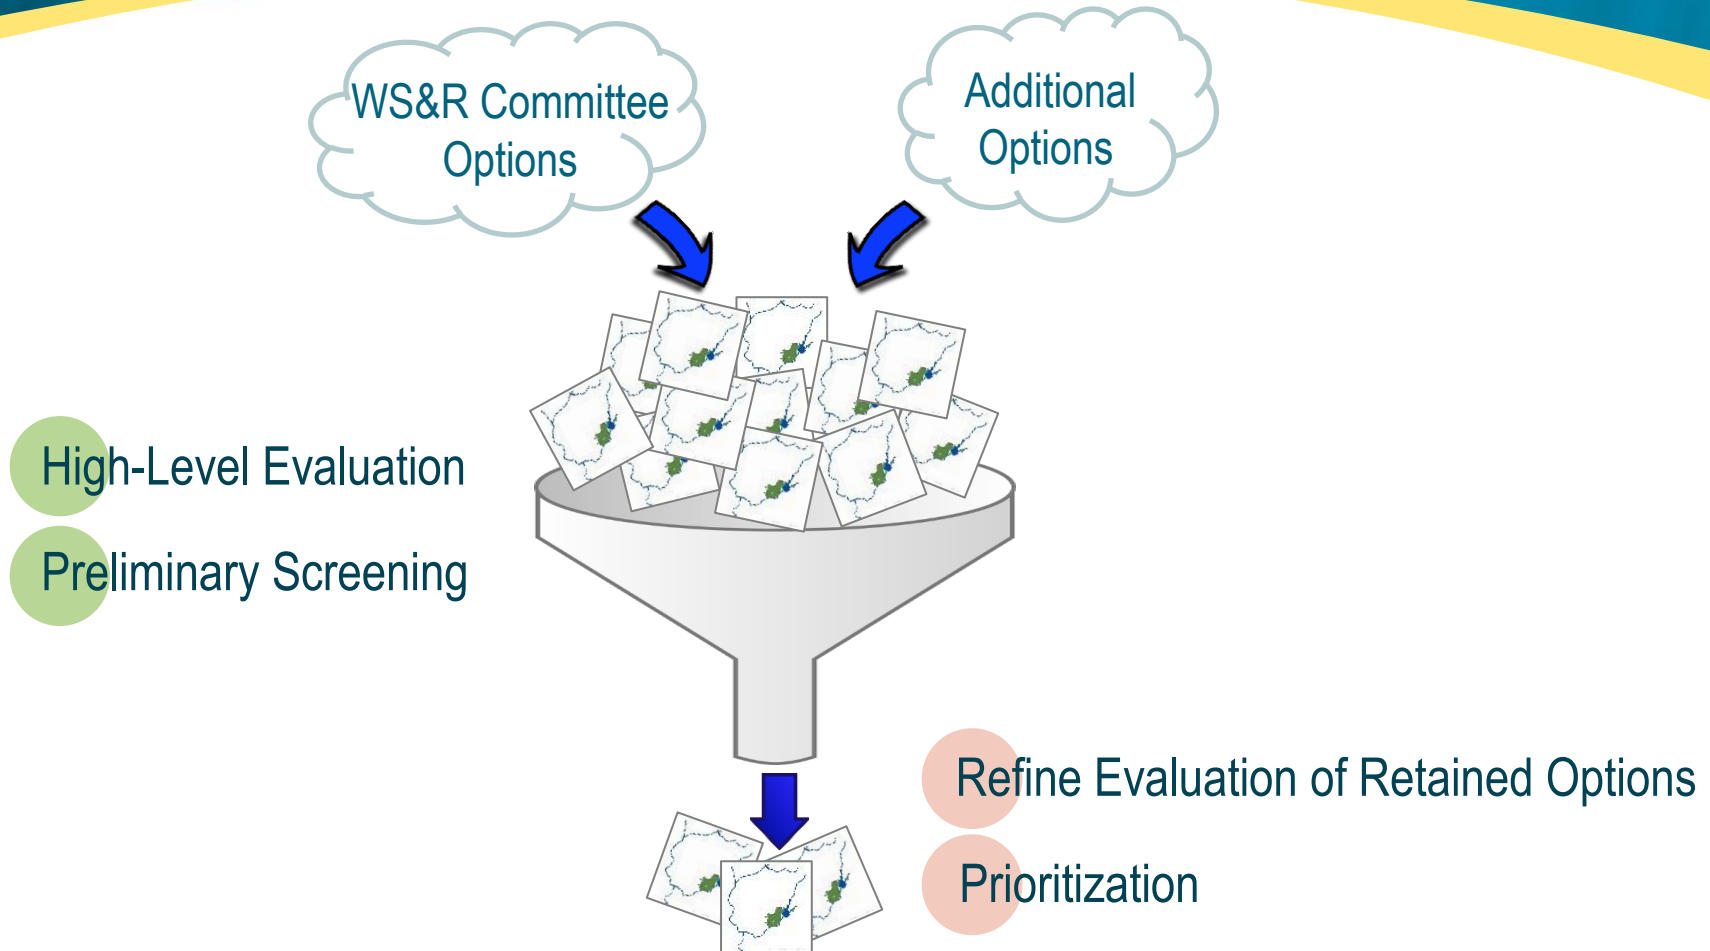 WS&R Committee
Options
Additional
Options
High-Level Evaluation
Preliminary Screening
Refine Evaluation of Retained Options
Prioritization